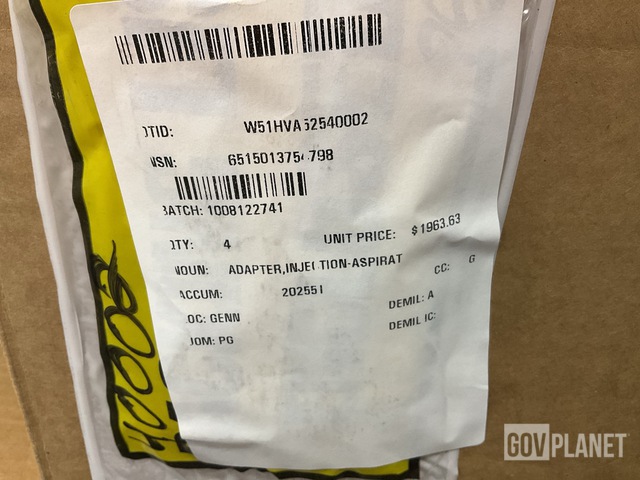 DTID: W51HVA52540002
NSN: 6515013754798
BATCH: 1008122741
QTY: 4 UNIT PRICE: $1963.63
NOUN: ADAPTER,INJECTION-ASPIRAT CC: G
ACCUM: 202551
LOC: GENN DEMIL: A
UOM: PG DEMIL IC:
GOVPLANET